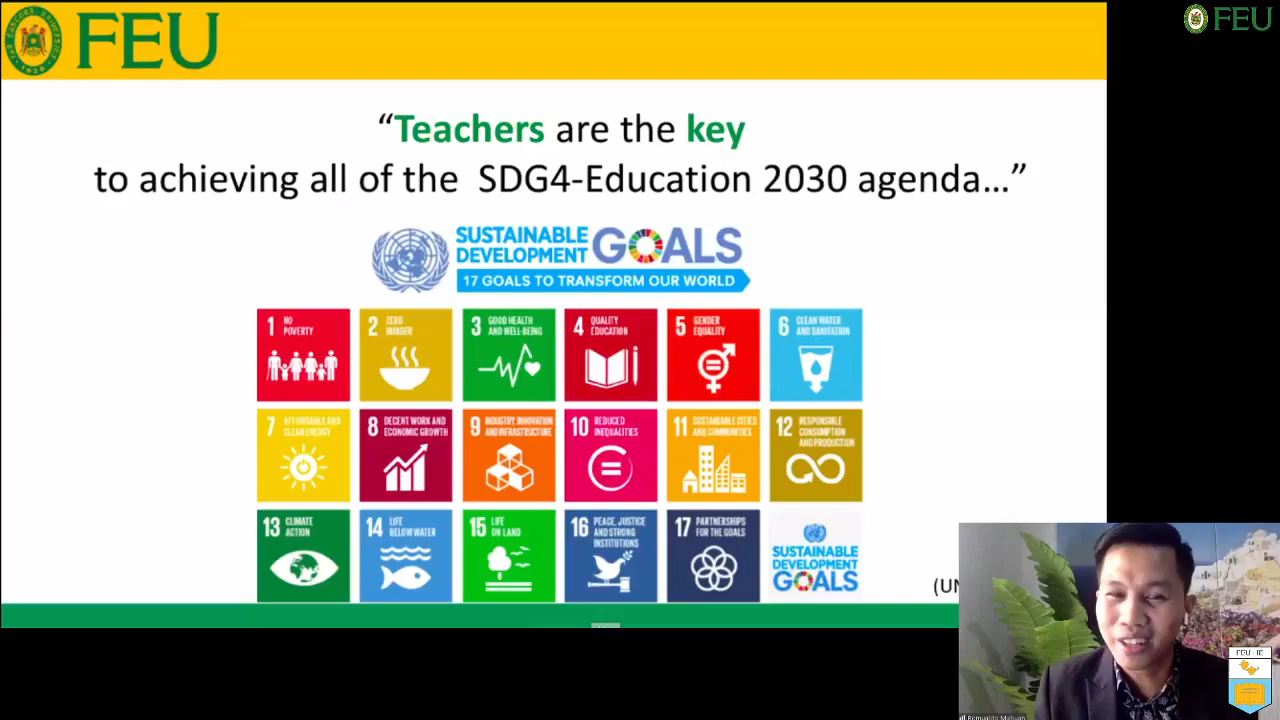 FEU
FEU
“Teachers are the key
to achieving all of the SDG4-Education 2030 agenda…”
SUSTAINABLE
DEVELOPMENT
GOALS
17 GOALS TO TRANSFORM OUR WORLD
1 NO
POVERTY
2 ZERO
HUNGER
3 GOOD HEALTH
AND WELL-BEING
4 QUALITY
EDUCATION
5 GENDER
EQUALITY
6 CLEAN WATER
AND SANITATION
7 AFFORDABLE AND
CLEAN ENERGY
8 DECENT WORK AND
ECONOMIC GROWTH
9 INDUSTRY, INNOVATION
AND INFRASTRUCTURE
10 REDUCED
INEQUALITIES
11 SUSTAINABLE CITIES
AND COMMUNITIES
12 RESPONSIBLE
CONSUMPTION
AND PRODUCTION
13 CLIMATE
ACTION
14 LIFE
BELOW WATER
15 LIFE
ON LAND
16 PEACE, JUSTICE
AND STRONG
INSTITUTIONS
17 PARTNERSHIPS
FOR THE GOALS
SUSTAINABLE
DEVELOPMENT
GOALS
(UN
FEU - IE
Romualdo Mabuan